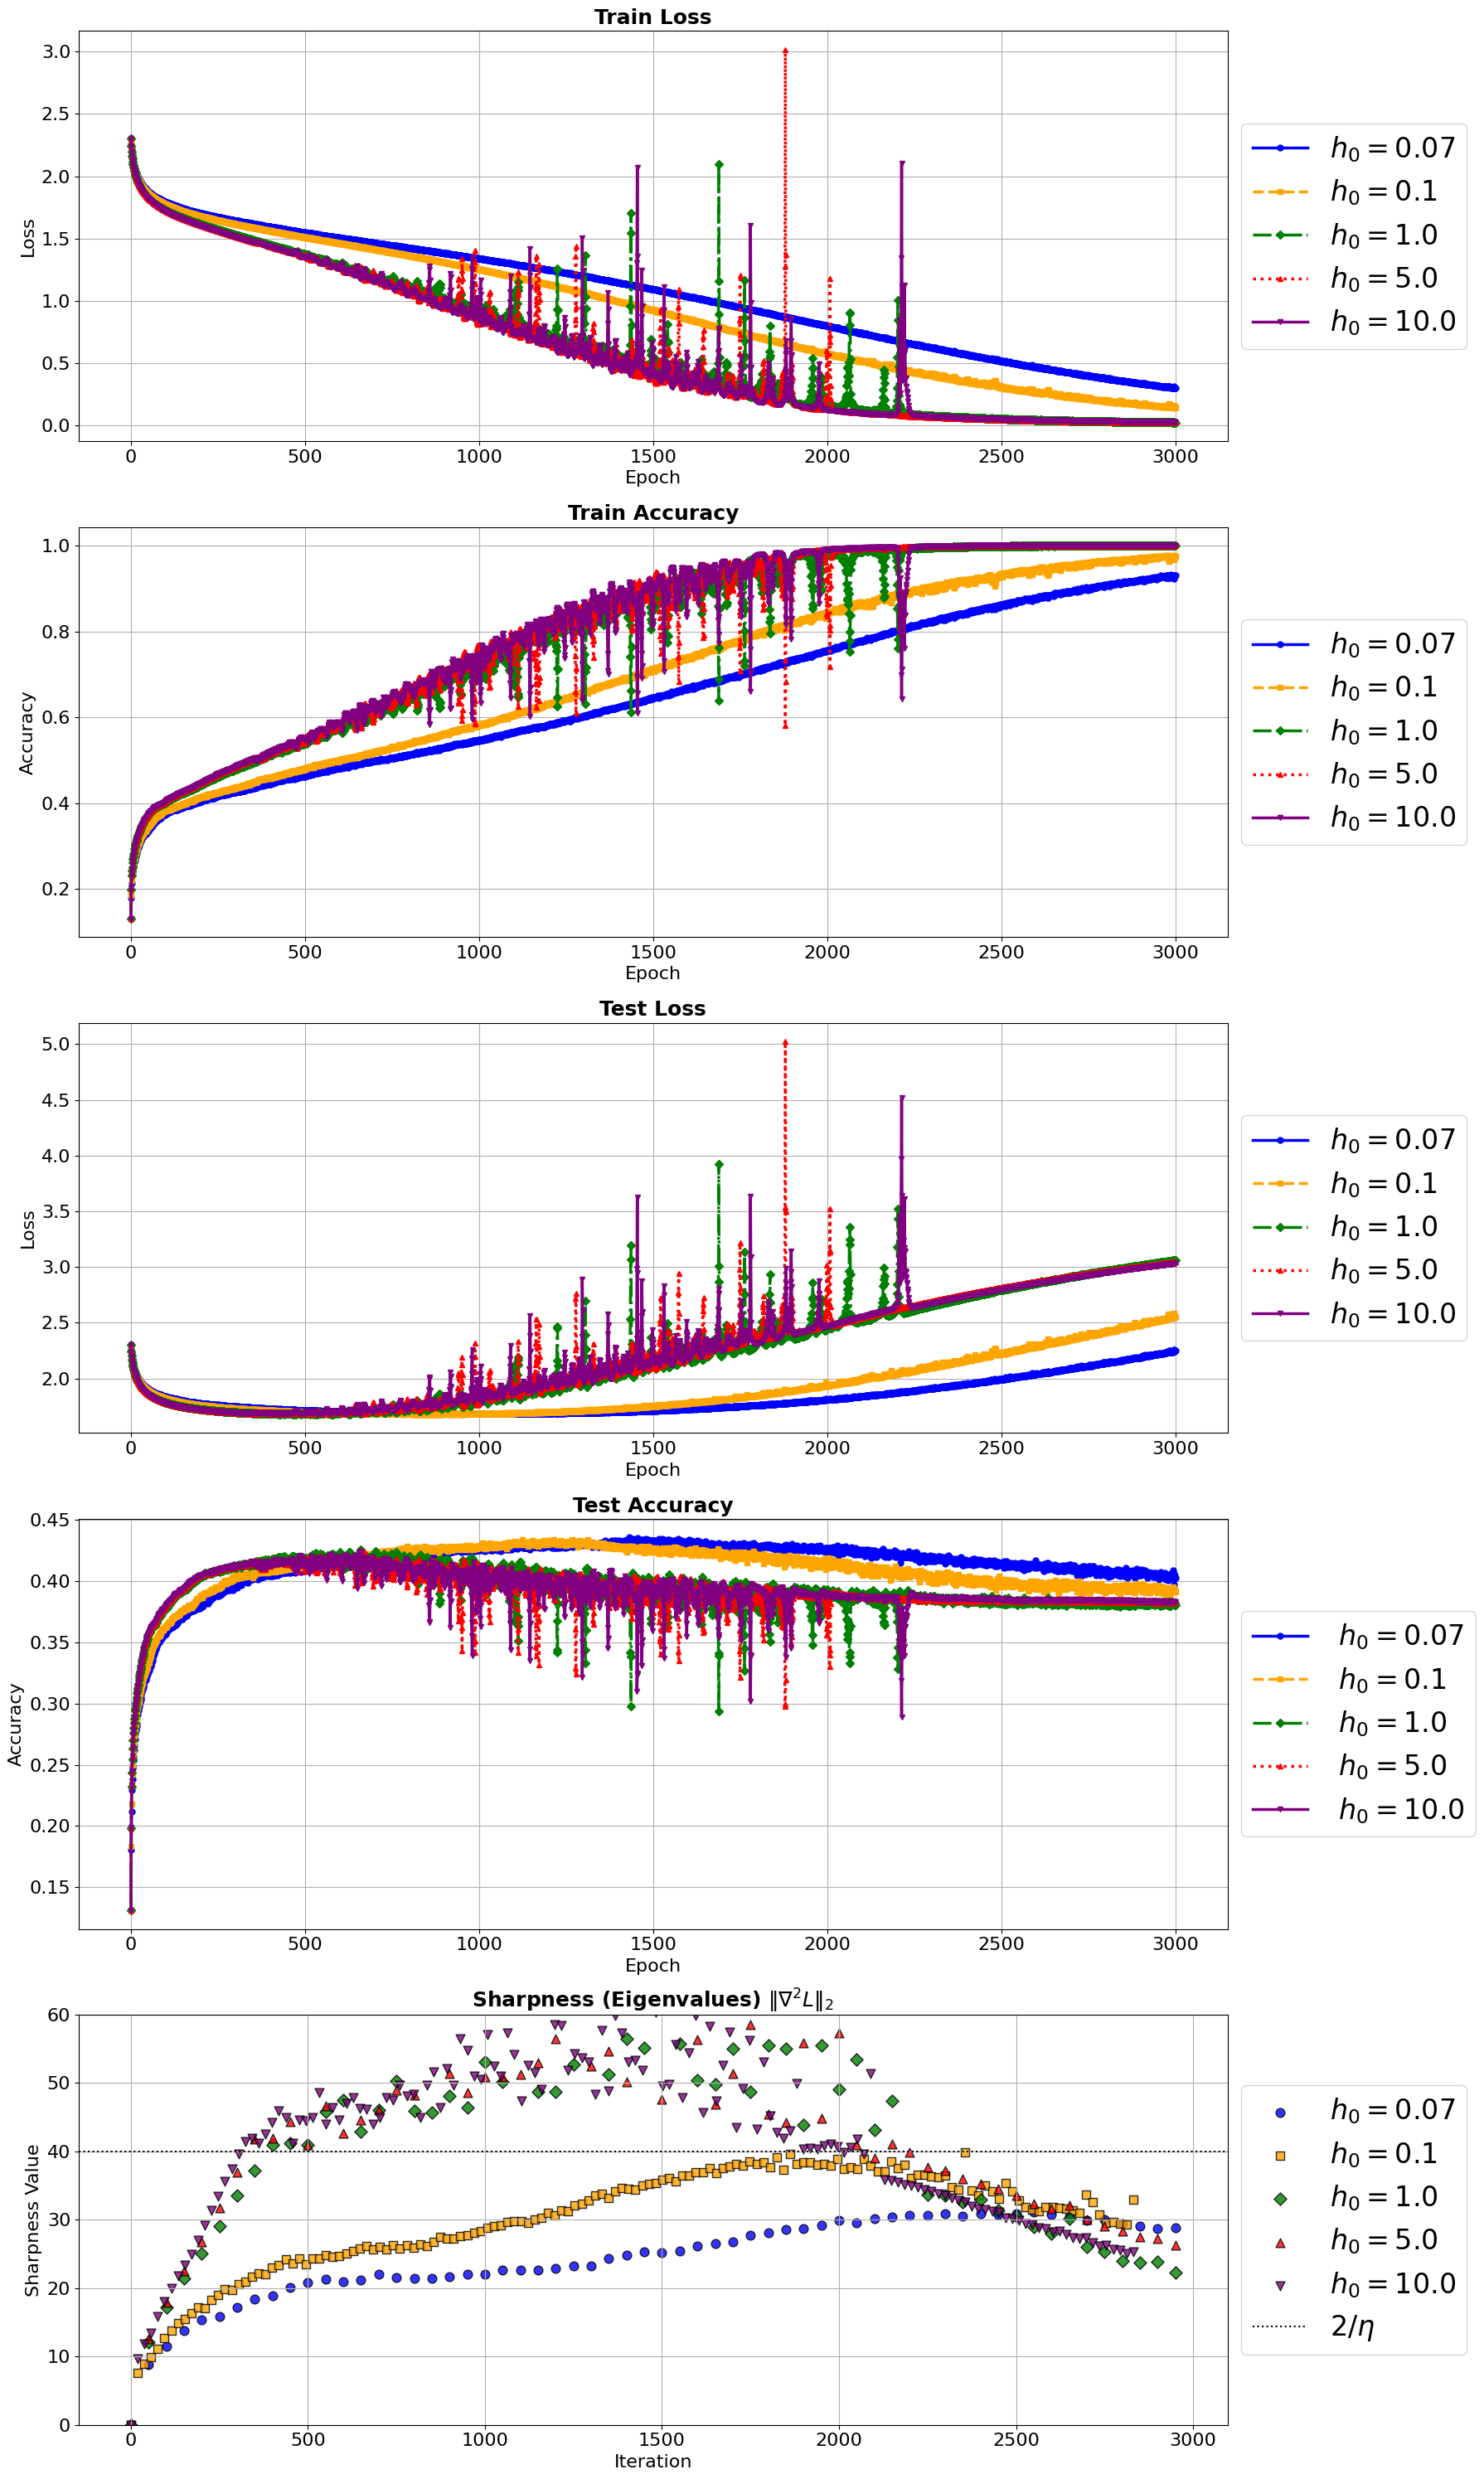 Train Loss
3.0
2.5
2.0
1.5
1.0
0.5
0.0
Loss
0 500 1000 1500 2000 2500 3000
Epoch
h₀ = 0.07
h₀ = 0.1
h₀ = 1.0
h₀ = 5.0
h₀ = 10.0
Train Accuracy
1.0
0.8
0.6
0.4
0.2
Accuracy
0 500 1000 1500 2000 2500 3000
Epoch
h₀ = 0.07
h₀ = 0.1
h₀ = 1.0
h₀ = 5.0
h₀ = 10.0
Test Loss
5.0
4.5
4.0
3.5
3.0
2.5
2.0
Loss
0 500 1000 1500 2000 2500 3000
Epoch
h₀ = 0.07
h₀ = 0.1
h₀ = 1.0
h₀ = 5.0
h₀ = 10.0
Test Accuracy
0.45
0.40
0.35
0.30
0.25
0.20
0.15
Accuracy
0 500 1000 1500 2000 2500 3000
Epoch
h₀ = 0.07
h₀ = 0.1
h₀ = 1.0
h₀ = 5.0
h₀ = 10.0
Sharpness (Eigenvalues) ‖∇²L‖₂
60
50
40
30
20
10
0
Sharpness Value
0 500 1000 1500 2000 2500 3000
Iteration
h₀ = 0.07
h₀ = 0.1
h₀ = 1.0
h₀ = 5.0
h₀ = 10.0
2/η